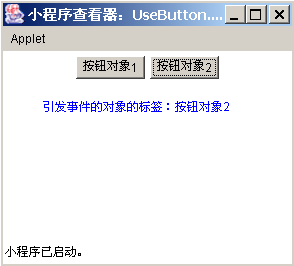 小程序查看器：UseButton....
Applet
按钮对象1 按钮对象2
引发事件的对象的标签：按钮对象2
小程序已启动。